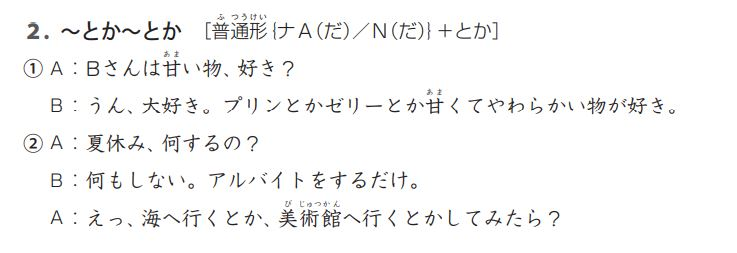 2．～とか～とか　[普通形{ナA(だ)／N(だ)}＋とか]
① A：Bさんは甘い物、好き？
B：うん、大好き。プリンとかゼリーとか甘くてやわらかい物が好き。
② A：夏休み、何するの？
B：何もしない。アルバイトをするだけ。
A：えっ、海へ行くとか、美術館へ行くとかしてみたら？